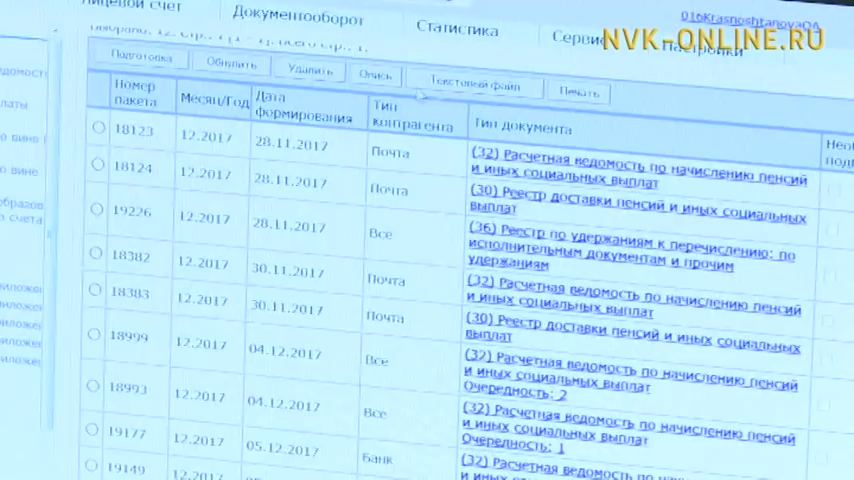 Лицевой счет Документооборот Статистика Сервис Настройки
016KrasnoshtanovaOA
NVK-ONLINE.RU
Подготовка Обновить Удалить Опись Текстовый файл Печать
Номер пакета Месяц/Год Дата формирования Тип контрагента Тип документа
18123 12.2017 28.11.2017 Почта (32) Расчетная ведомость по начислению пенсий
и иных социальных выплат
18124 12.2017 28.11.2017 Почта (30) Реестр доставки пенсий и иных социальных
выплат
19226 12.2017 28.11.2017 Все (36) Реестр по удержаниям к перечислению: по
исполнительным документам и прочим
удержаниям
18382 12.2017 30.11.2017 Почта (32) Расчетная ведомость по начислению пенсий
и иных социальных выплат
18383 12.2017 30.11.2017 Почта (30) Реестр доставки пенсий и иных социальных
выплат
18999 12.2017 04.12.2017 Все (32) Расчетная ведомость по начислению пенсий
и иных социальных выплат
Очередность: 2
18993 12.2017 04.12.2017 Все (32) Расчетная ведомость по начислению пенсий
и иных социальных выплат
Очередность: 1
19177 12.2017 05.12.2017 Банк (32) Расчетная ведомость по начислению пенсий
19149 12.2017